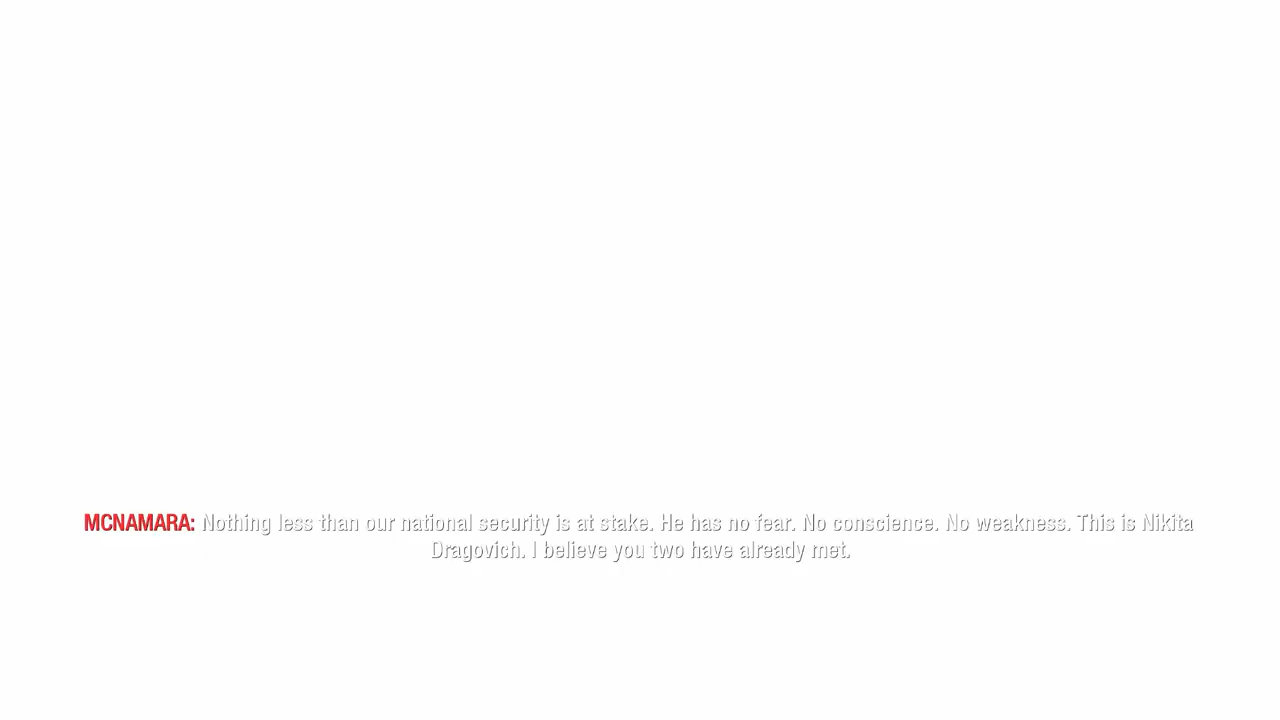 MCNAMARA: Nothing less than our national security is at stake. He has no fear. No conscience. No weakness. This is Nikita
Dragovich. I believe you two have already met.